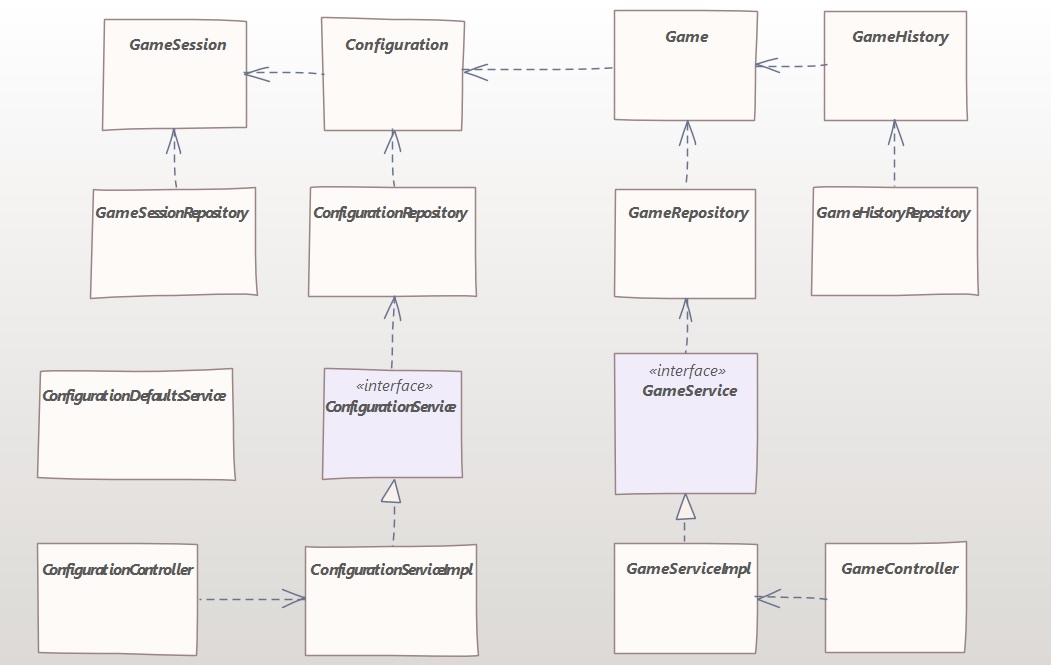 GameSession
Configuration
Game
GameHistory
GameSessionRepository
ConfigurationRepository
GameRepository
GameHistoryRepository
ConfigurationDefaultsService
«interface»
ConfigurationService
«interface»
GameService
ConfigurationController
ConfigurationServiceImpl
GameServiceImpl
GameController